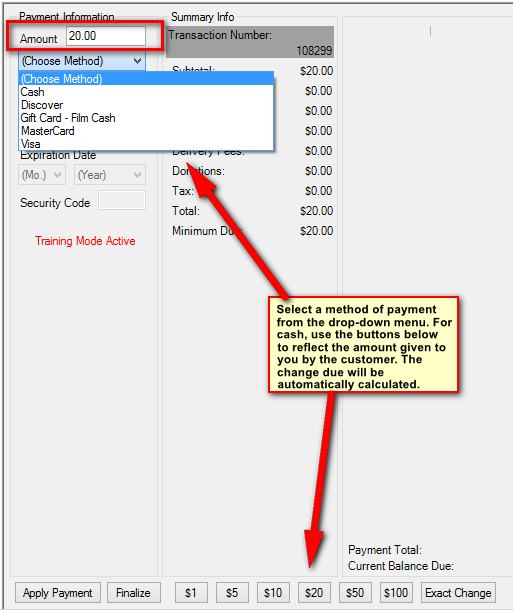 Payment Information
Amount 20.00
(Choose Method)
(Choose Method)
Cash
Discover
Gift Card - Film Cash
MasterCard
Visa
Expiration Date
(Mo.) (Year)
Security Code
Training Mode Active
Summary Info
Transaction Number:
108299
Subtotal: $20.00
$0.00
$0.00
$0.00
Delivery Fees: $0.00
Donations: $0.00
Tax: $0.00
Total: $20.00
Minimum Due: $20.00
Select a method of payment
from the drop-down menu. For
cash, use the buttons below
to reflect the amount given to
you by the customer. The
change due will be
automatically calculated.
Payment Total:
Current Balance Due:
Apply Payment Finalize $1 $5 $10 $20 $50 $100 Exact Change